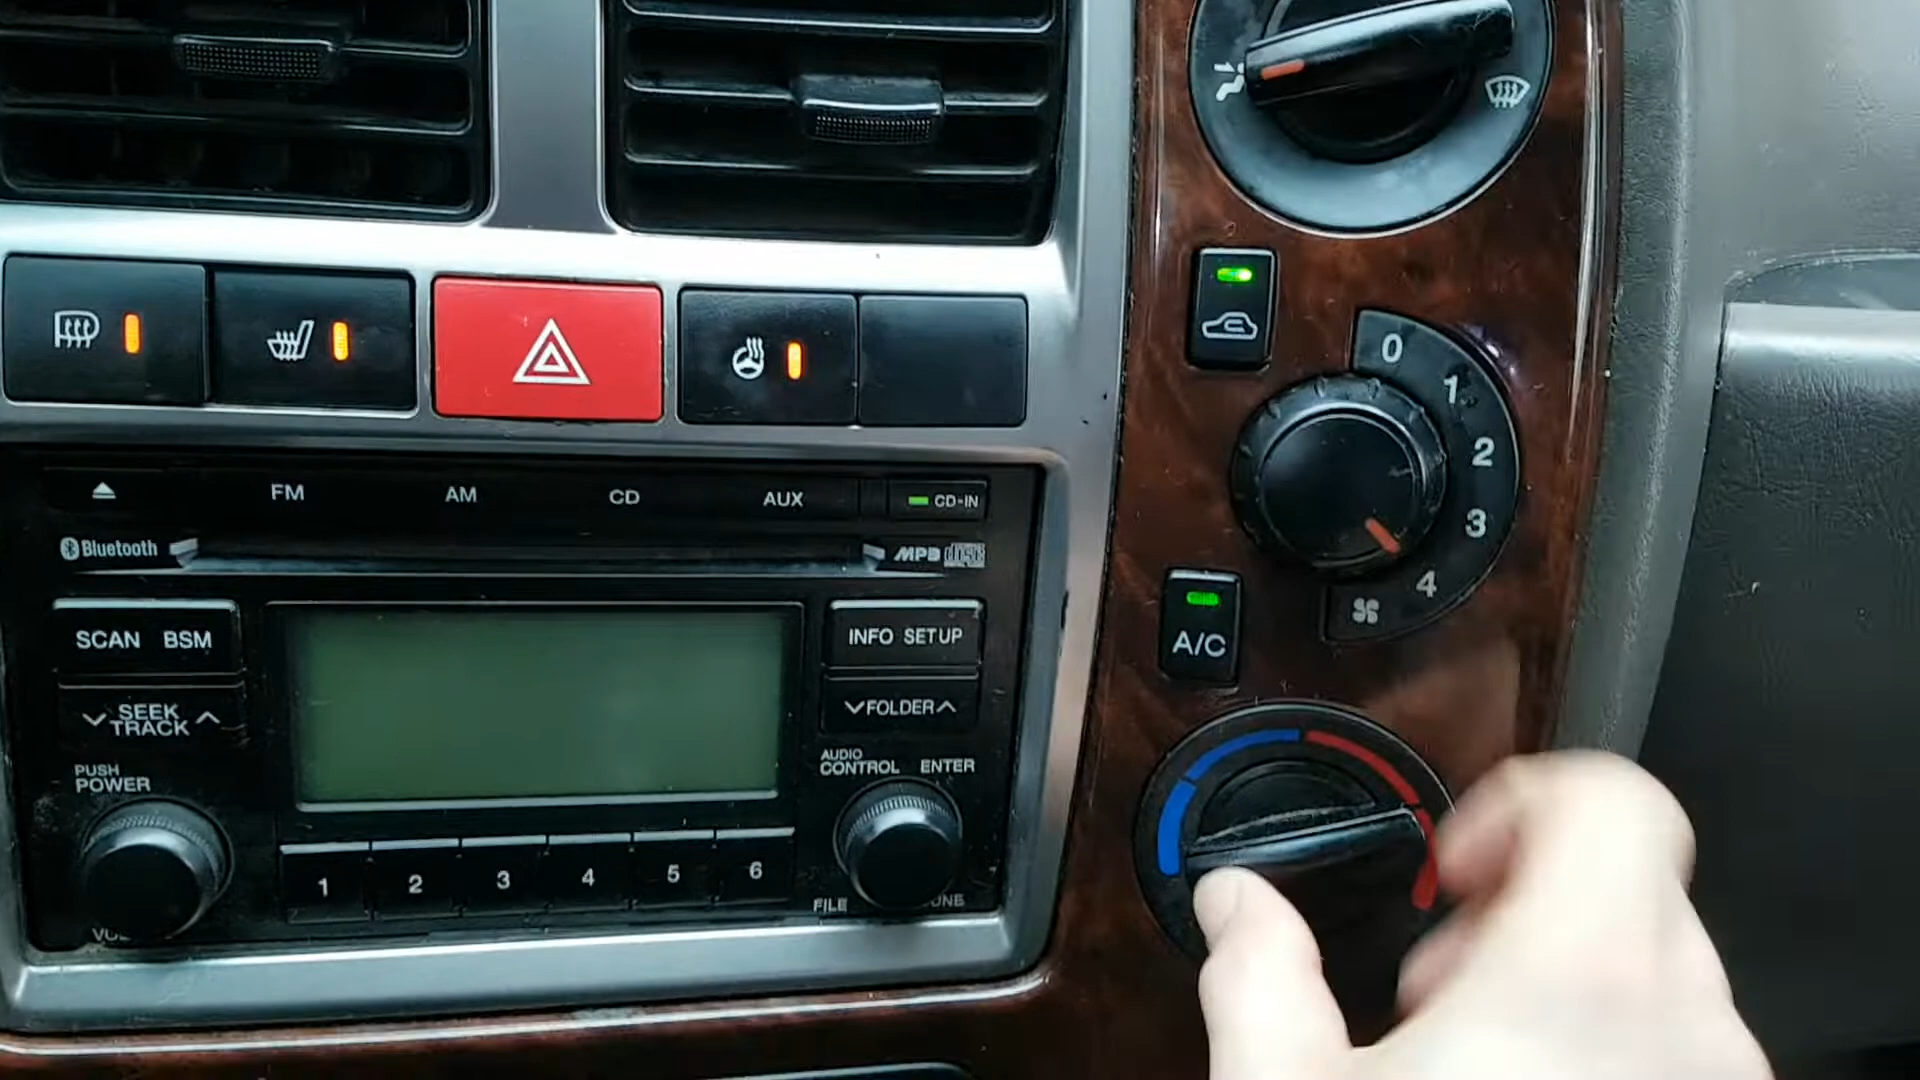 0
1
2
3
4
A/C
FM AM CD AUX CD-IN
Bluetooth
MP3 disc
SCAN BSM
INFO SETUP
SEEK
TRACK
FOLDER
PUSH
POWER
AUDIO
CONTROL ENTER
1 2 3 4 5 6
FILE